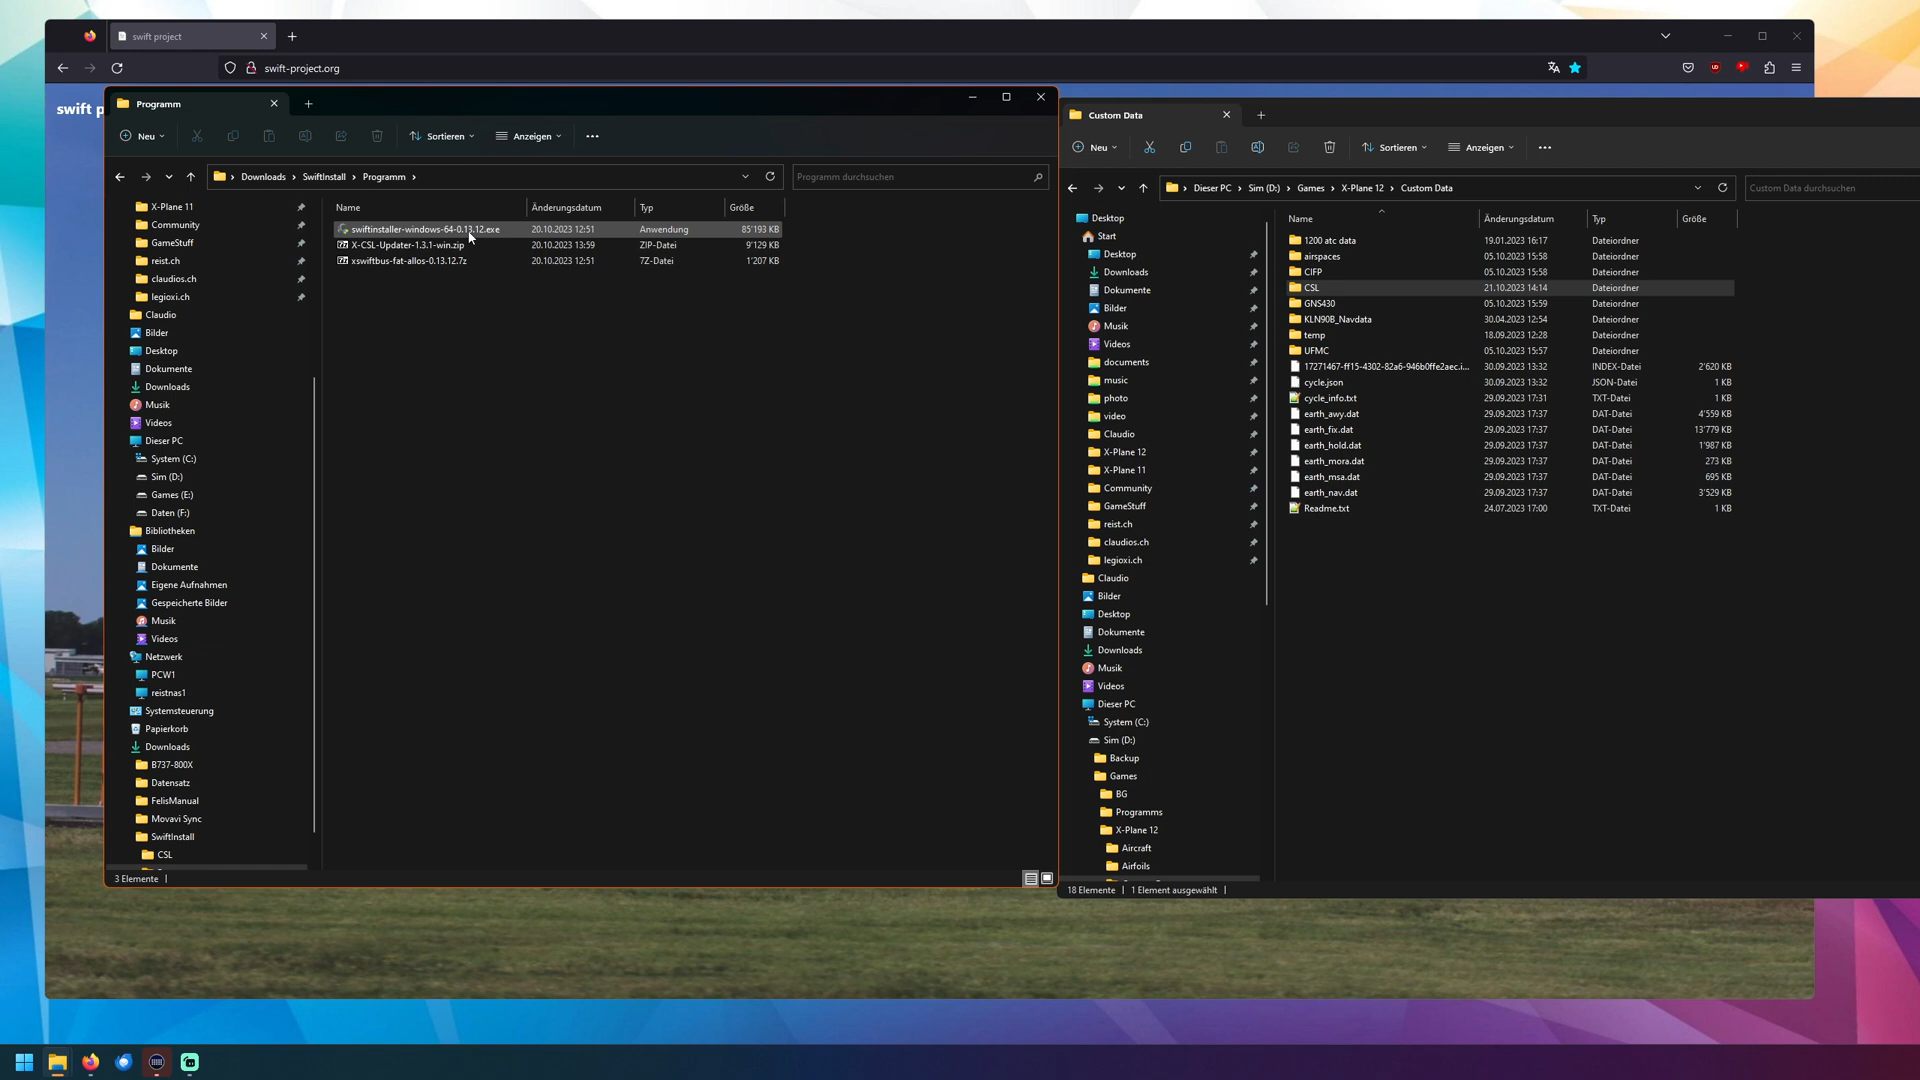 swift project
swift-project.org
swift p
Programm
Neu
Sortieren
Anzeigen
Downloads
SwiftInstall
Programm
Programm durchsuchen
X-Plane 11
Community
GameStuff
reist.ch
claudios.ch
legioxi.ch
Claudio
Bilder
Desktop
Dokumente
Downloads
Musik
Videos
Dieser PC
System (C:)
Sim (D:)
Games (E:)
Daten (F:)
Bibliotheken
Bilder
Dokumente
Eigene Aufnahmen
Gespeicherte Bilder
Musik
Videos
Netzwerk
PCW1
reistnas1
Systemsteuerung
Papierkorb
Downloads
B737-800X
Datensatz
FelisManual
Movavi Sync
SwiftInstall
CSL
Name Änderungsdatum Typ Größe
swiftinstaller-windows-64-0.13.12.exe 20.10.2023 12:51 Anwendung 85'193 KB
X-CSL-Updater-1.3.1-win.zip 20.10.2023 13:59 ZIP-Datei 9'129 KB
xswiftbus-fat-allos-0.13.12.7z 20.10.2023 12:51 7Z-Datei 1'207 KB
3 Elemente
Custom Data
Neu
Sortieren
Anzeigen
Dieser PC
Sim (D:)
Games
X-Plane 12
Custom Data
Custom Data durchsuchen
Desktop
Start
Desktop
Downloads
Dokumente
Bilder
Musik
Videos
documents
music
photo
video
Claudio
X-Plane 12
X-Plane 11
Community
GameStuff
reist.ch
claudios.ch
legioxi.ch
Claudio
Bilder
Desktop
Dokumente
Downloads
Musik
Videos
Dieser PC
System (C:)
Sim (D:)
Backup
Games
BG
Programms
X-Plane 12
Aircraft
Airfoils
Name Änderungsdatum Typ Größe
1200 atc data 19.01.2023 16:17 Dateiordner
airspaces 05.10.2023 15:58 Dateiordner
CIFP 05.10.2023 15:58 Dateiordner
CSL 21.10.2023 14:14 Dateiordner
GNS430 05.10.2023 15:59 Dateiordner
KLN90B_Navdata 30.04.2023 12:54 Dateiordner
temp 18.09.2023 12:28 Dateiordner
UFMC 05.10.2023 15:57 Dateiordner
17271467-ff15-4302-82a6-946b0ffe2aec.i... 30.09.2023 13:32 INDEX-Datei 2'620 KB
cycle.json 30.09.2023 13:32 JSON-Datei 1 KB
cycle_info.txt 29.09.2023 17:31 TXT-Datei 1 KB
earth_awy.dat 29.09.2023 17:37 DAT-Datei 4'559 KB
earth_fix.dat 29.09.2023 17:37 DAT-Datei 13'779 KB
earth_hold.dat 29.09.2023 17:37 DAT-Datei 1'987 KB
earth_mora.dat 29.09.2023 17:37 DAT-Datei 273 KB
earth_msa.dat 29.09.2023 17:37 DAT-Datei 695 KB
earth_nav.dat 29.09.2023 17:37 DAT-Datei 3'529 KB
Readme.txt 24.07.2023 17:00 TXT-Datei 1 KB
18 Elemente
1 Element ausgewählt